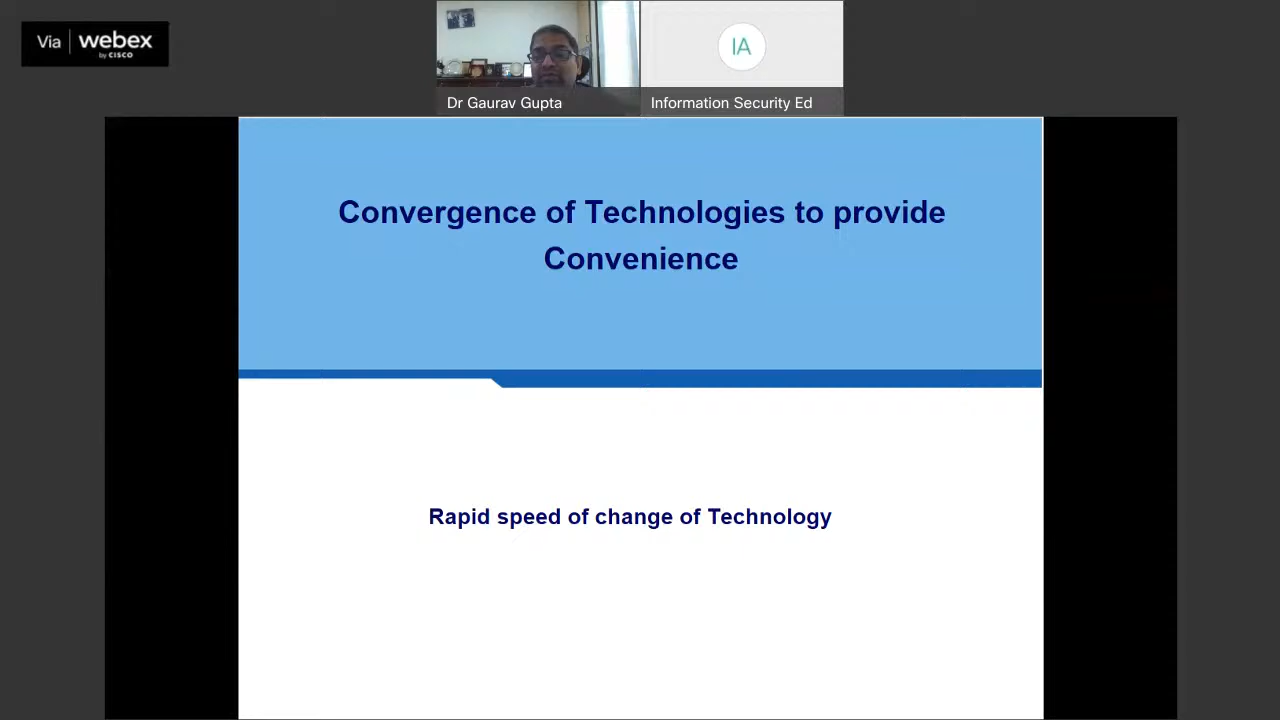 Via webex
by CISCO
IA
Dr Gaurav Gupta
Information Security Ed
Convergence of Technologies to provide
Convenience
Rapid speed of change of Technology